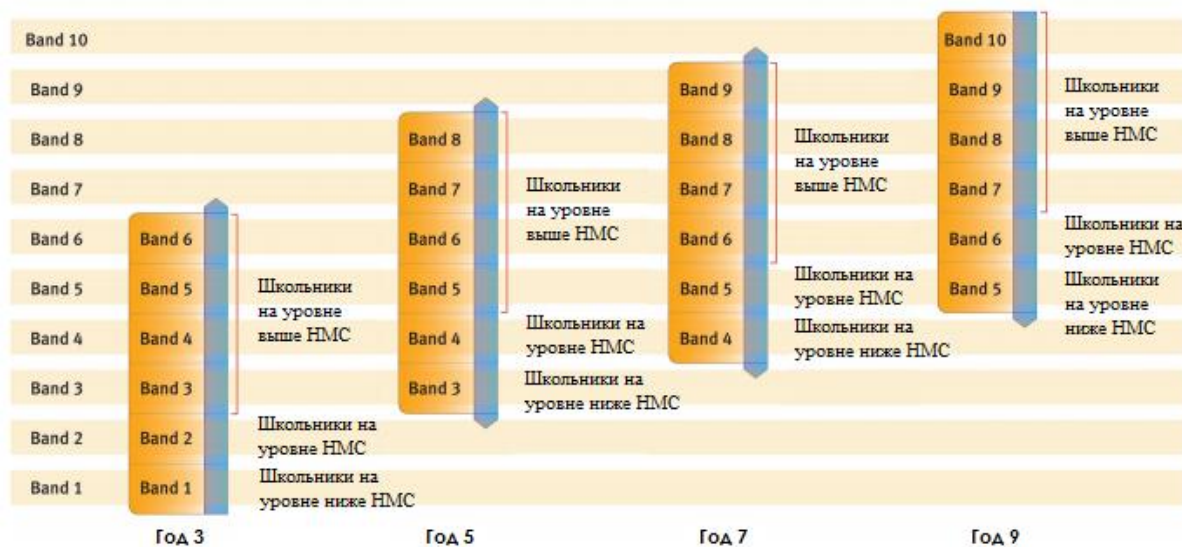 Band 10
Band 9
Band 8
Band 7
Band 6
Band 5
Band 4
Band 3
Band 2
Band 1
Band 6
Band 5
Band 4
Band 3
Band 2
Band 1
Школьники
на уровне
выше НМС
Школьники на
уровне НМС
Школьники на
уровне ниже НМС
Band 8
Band 7
Band 6
Band 5
Band 4
Band 3
Школьники
на уровне
выше НМС
Школьники на
уровне НМС
Школьники на
уровне ниже НМС
Band 9
Band 8
Band 7
Band 6
Band 5
Band 4
Школьники
на уровне
выше НМС
Школьники на
уровне НМС
Школьники на
уровне ниже НМС
Band 10
Band 9
Band 8
Band 7
Band 6
Band 5
Школьники
на уровне
выше НМС
Школьники на
уровне НМС
Школьники
на уровне
ниже НМС
Год 3
Год 5
Год 7
Год 9